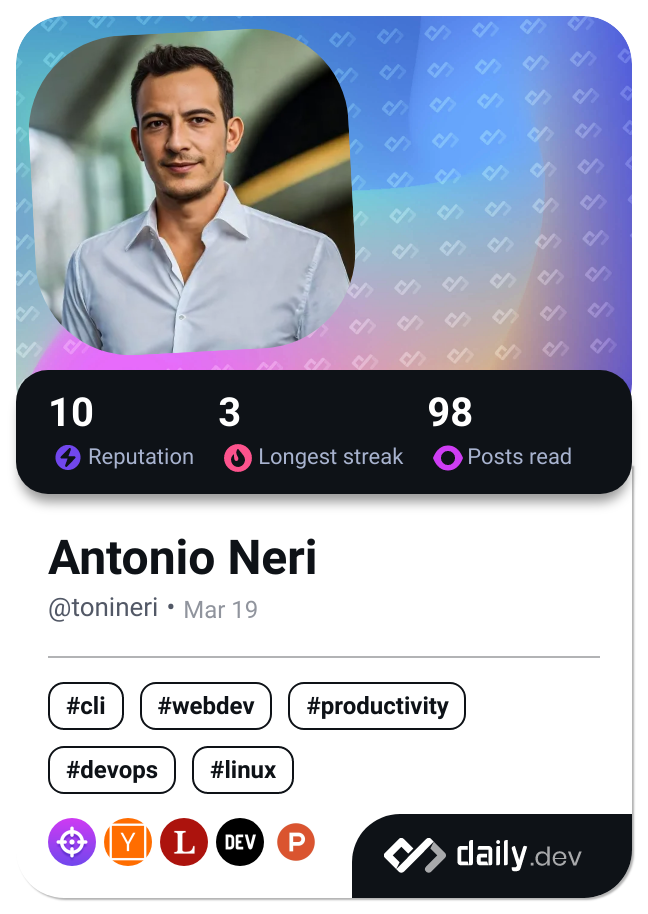 10 3 98
Reputation Longest streak Posts read
Antonio Neri
@tonineri • Mar 19
#cli #webdev #productivity
#devops #linux
Y L DEV P daily.dev